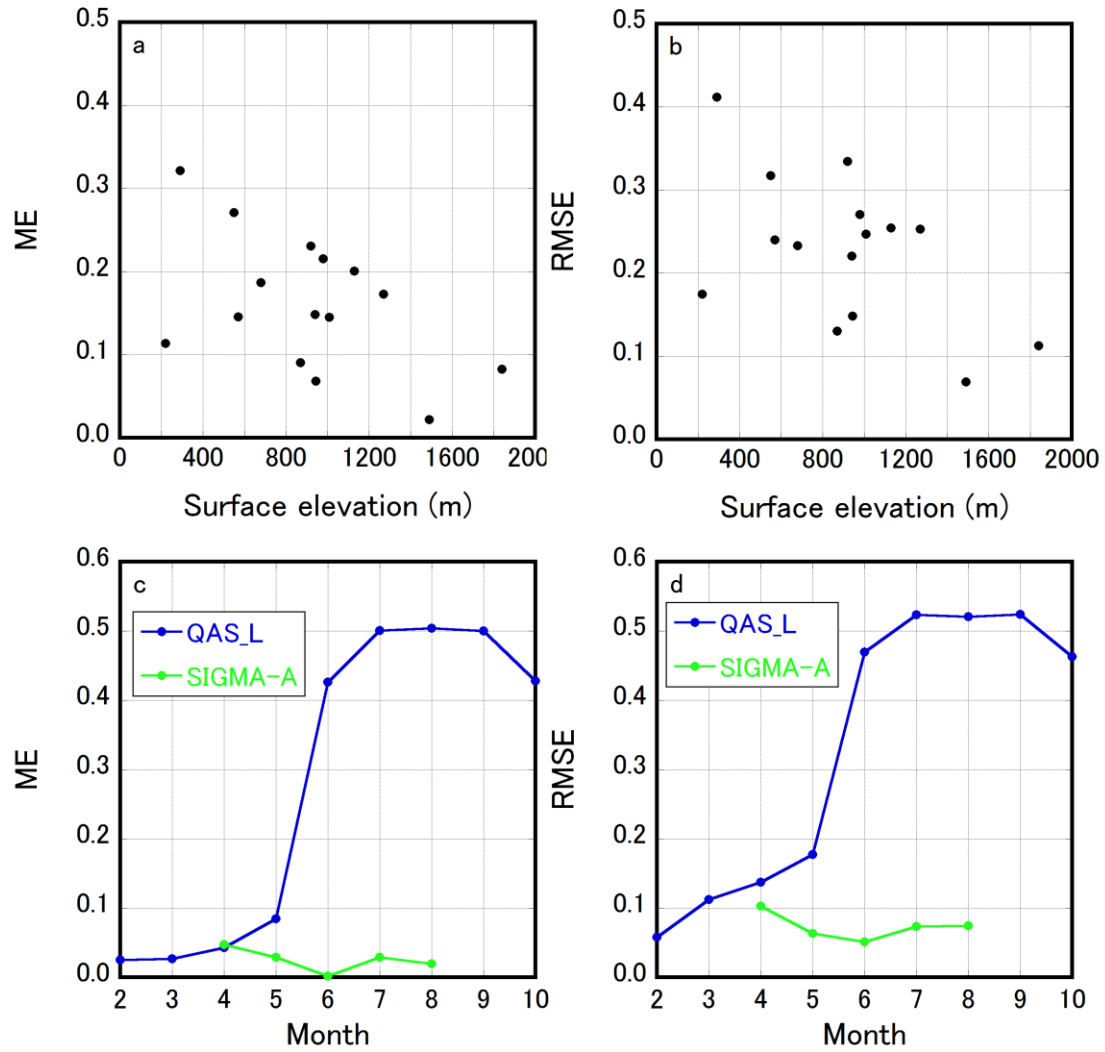 a
0.5
0.4
0.3
0.2
0.1
0.0
ME
0 400 800 1200 1600 200
Surface elevation (m)
b
0.5
0.4
0.3
0.2
0.1
0.0
RMSE
0 400 800 1200 1600 2000
Surface elevation (m)
c
0.6
0.5
0.4
0.3
0.2
0.1
0.0
ME
QAS_L
SIGMA-A
2 3 4 5 6 7 8 9 10
Month
d
0.6
0.5
0.4
0.3
0.2
0.1
0.0
RMSE
QAS_L
SIGMA-A
2 3 4 5 6 7 8 9 10
Month